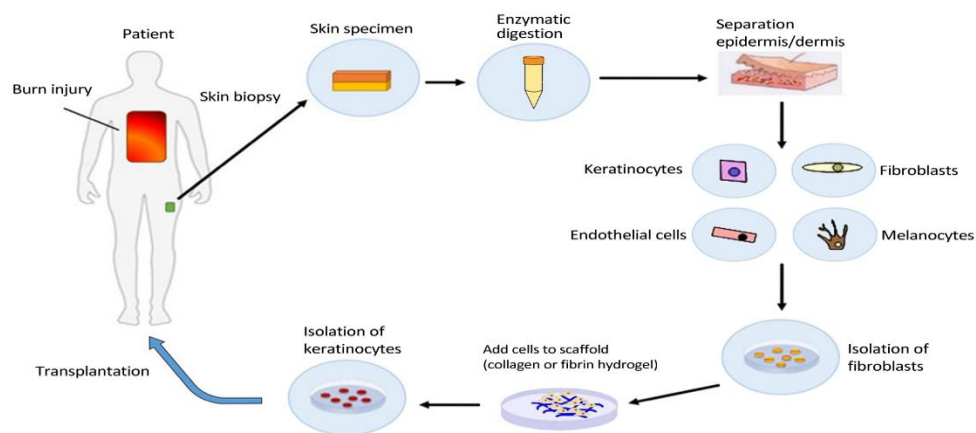 Patient
Burn injury
Skin biopsy
Skin specimen
Enzymatic
digestion
Separation
epidermis/dermis
Keratinocytes
Fibroblasts
Endothelial cells
Melanocytes
Isolation of
fibroblasts
Add cells to scaffold
(collagen or fibrin hydrogel)
Isolation of
keratinocytes
Transplantation